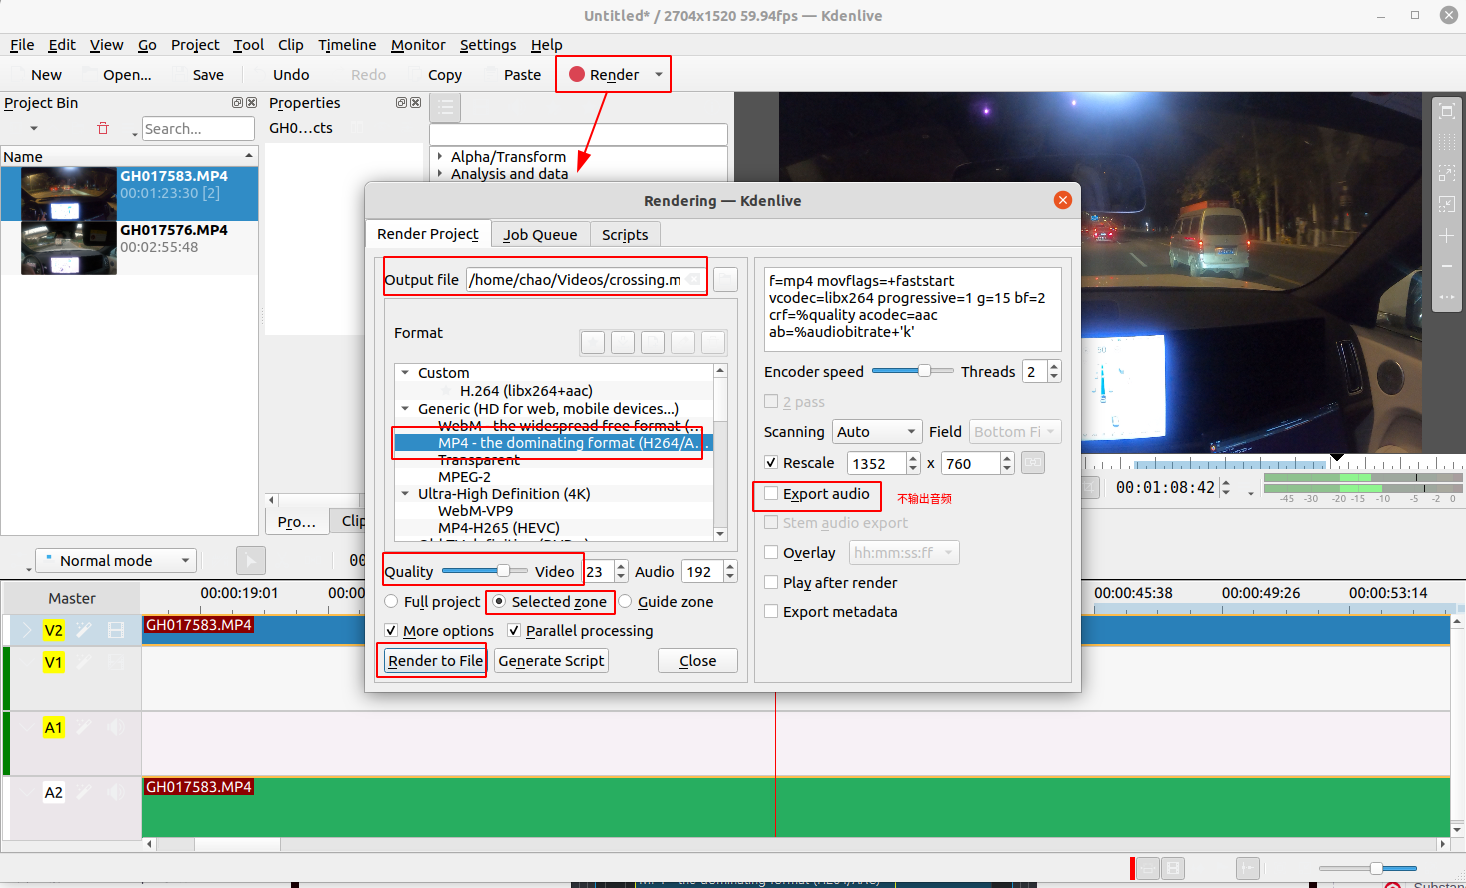 Untitled* / 2704x1520 59.94fps — Kdenlive
File Edit View Go Project Tool Clip Timeline Monitor Settings Help
New Open... Save Undo Redo Copy Paste Render
Project Bin
Properties
Search...
GH0...cts
Name
GH017583.MP4
00:01:23:30 [2]
GH017576.MP4
00:02:55:48
Alpha/Transform
Analysis and data
Rendering — Kdenlive
Render Project Job Queue Scripts
Output file /home/chao/Videos/crossing.m
Format
Custom
H.264 (libx264+aac)
Generic (HD for web, mobile devices...)
WebM - the widespread free format (...
MP4 - the dominating format (H264/A...
Transparent
MPEG-2
Ultra-High Definition (4K)
WebM-VP9
MP4-H265 (HEVC)
Quality Video 23 Audio 192
Full project Selected zone Guide zone
More options Parallel processing
Render to File Generate Script Close
f=mp4 movflags=+faststart
vcodec=libx264 progressive=1 g=15 bf=2
crf=%quality acodec=aac
ab=%audiobitrate+'k'
Encoder speed Threads 2
2 pass
Scanning Auto Field Bottom Fi
Rescale 1352 x 760
Export audio 不输出音频
Stem audio export
Overlay hh:mm:ss:ff
Play after render
Export metadata
00:01:08:42
-45 -30 -20 -15 -10 -5 -2 0
Pro... Clip
Normal mode 00
Master 00:00:19:01 00:00 00:00:45:38 00:00:49:26 00:00:53:14
V2 GH017583.MP4
V1
A1
A2 GH017583.MP4